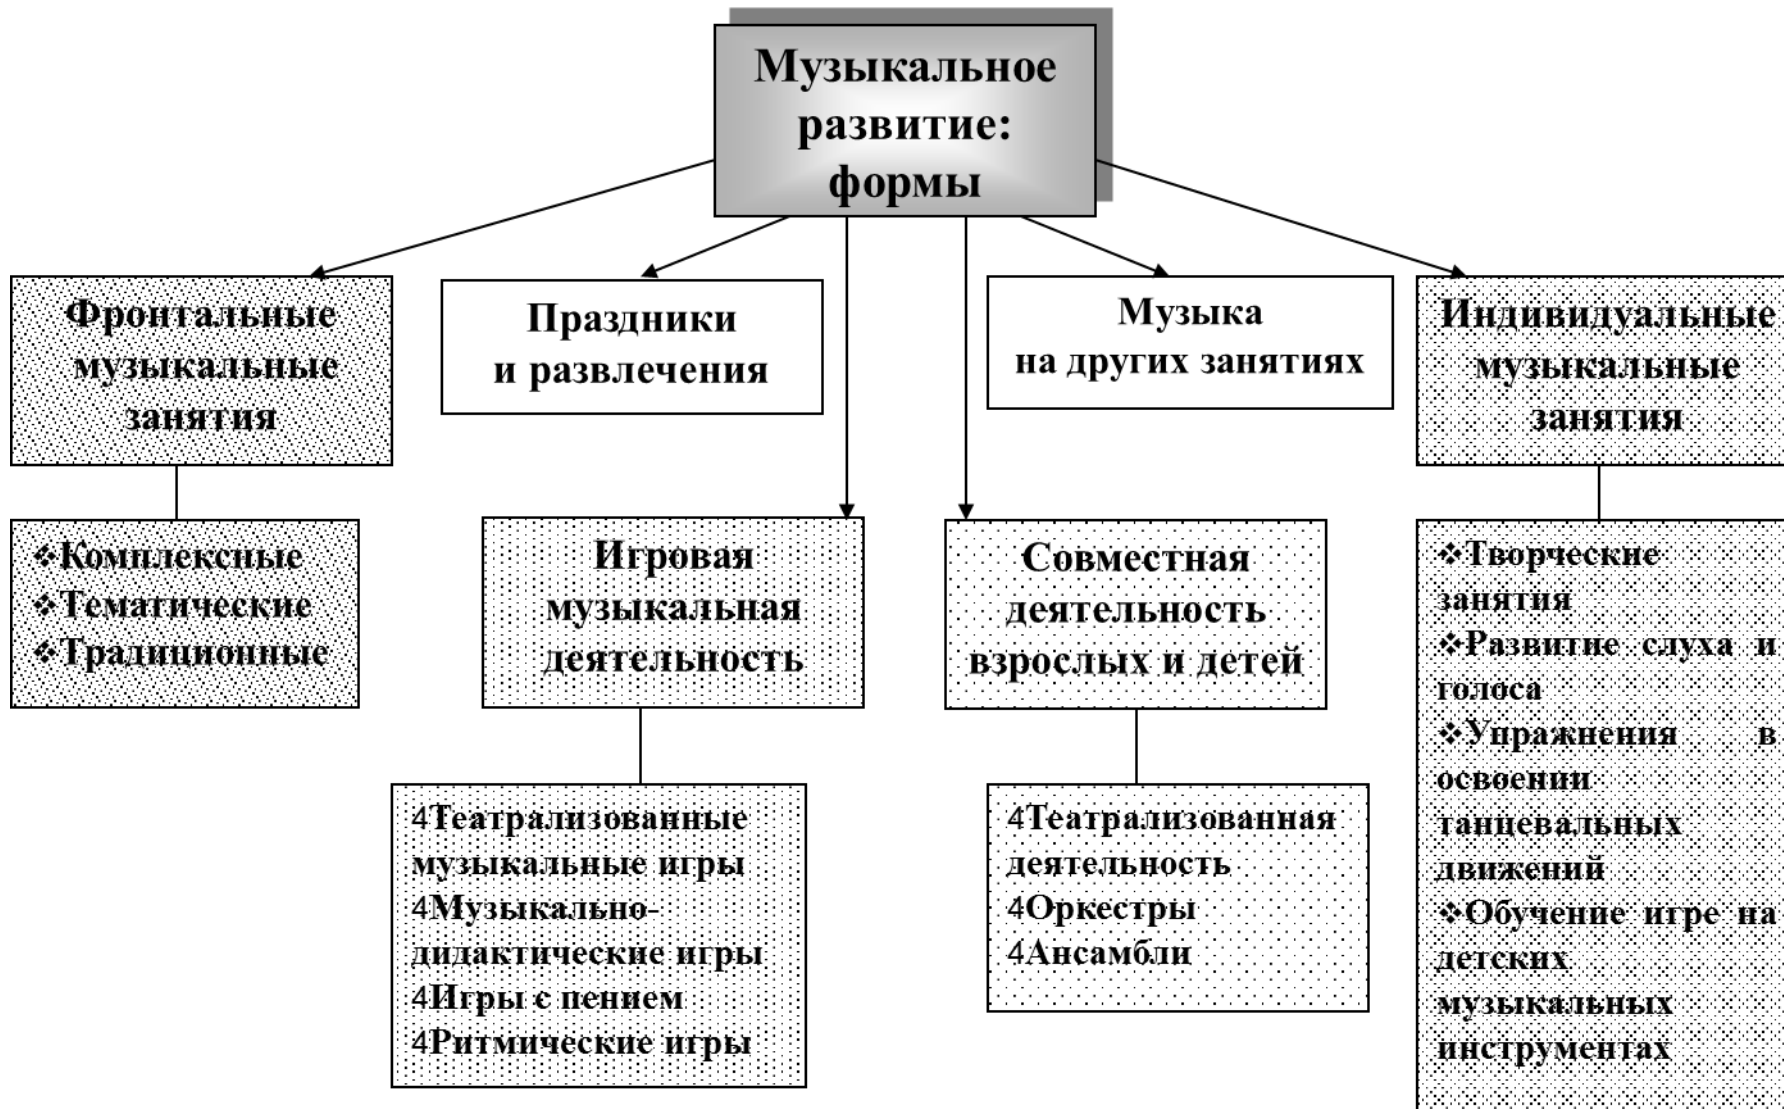 Музыкальное
развитие:
формы
Фронтальные
музыкальные
занятия
Праздники
и развлечения
Музыка
на других занятиях
Индивидуальные
музыкальные
занятия
❖Комплексные
❖Тематические
❖Традиционные
Игровая
музыкальная
деятельность
Совместная
деятельность
взрослых и детей
❖Творческие
занятия
❖Развитие слуха и
голоса
❖Упражнения в
освоении
танцевальных
движений
❖Обучение игре на
детских
музыкальных
инструментах
4Театрализованные
музыкальные игры
4Музыкально-
дидактические игры
4Игры с пением
4Ритмические игры
4Театрализованная
деятельность
4Оркестры
4Ансамбли